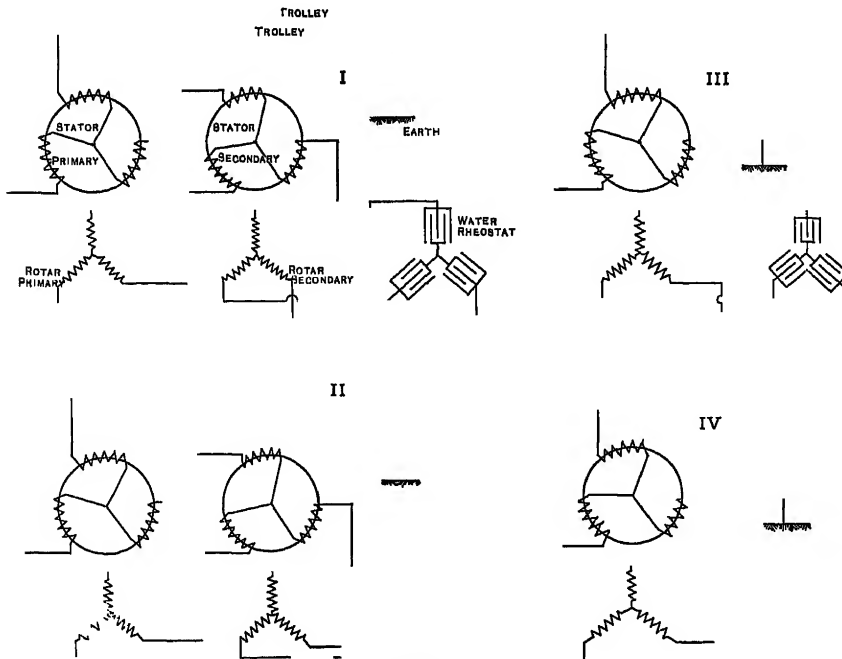 TROLLEY
TROLLEY
I
III
STATOR
STATOR
EARTH
PRIMARY
SECONDARY
WATER
RHEOSTAT
ROTAR
PRIMARY
ROTAR
SECONDARY
II
IV